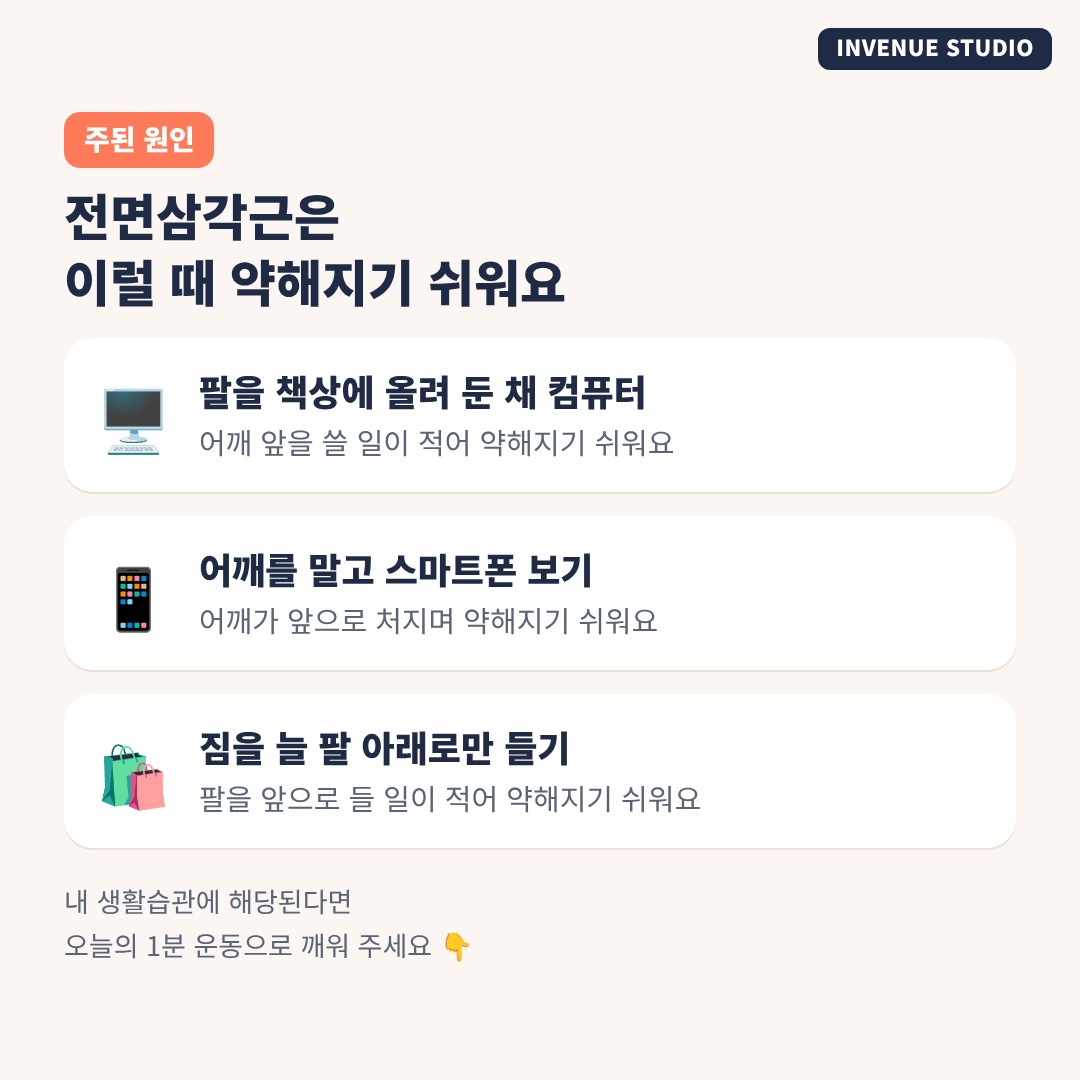 INVENUE STUDIO
주된 원인
전면삼각근은
이럴 때 약해지기 쉬워요
팔을 책상에 올려 둔 채 컴퓨터
어깨 앞을 쓸 일이 적어 약해지기 쉬워요
어깨를 말고 스마트폰 보기
어깨가 앞으로 처지며 약해지기 쉬워요
짐을 늘 팔 아래로만 들기
팔을 앞으로 들 일이 적어 약해지기 쉬워요
내 생활습관에 해당된다면
오늘의 1분 운동으로 깨워 주세요 👇